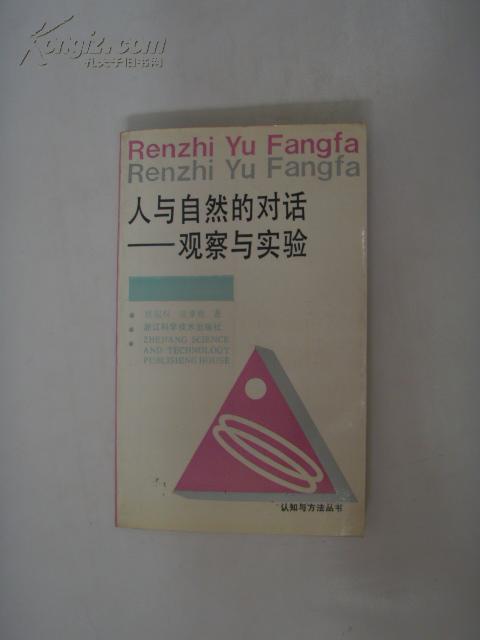 Kongfz.com
孔夫子旧书网
Renzhi Yu Fangfa
Renzhi Yu Fangfa
人与自然的对话
——观察与实验
著
浙江科学技术出版社
ZHEJIANG SCIENCE
AND TECHNOLOGY
PUBLISHING HOUSE
认知与方法丛书